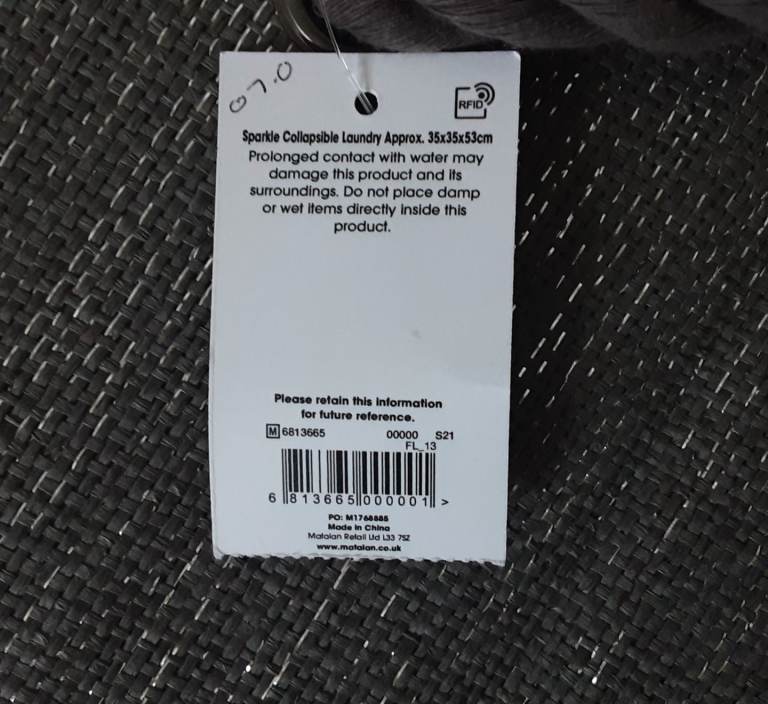 07.0
RFID
Sparkle Collapsible Laundry Approx. 35x35x53cm
Prolonged contact with water may
damage this product and its
surroundings. Do not place damp
or wet items directly inside this
product.
Please retain this information
for future reference.
M 6813665 00000 S21
FL_13
6 813665 000001 >
PO: M1768885
Made in China
Matalan Retail Ltd L33 7SZ
www.matalan.co.uk